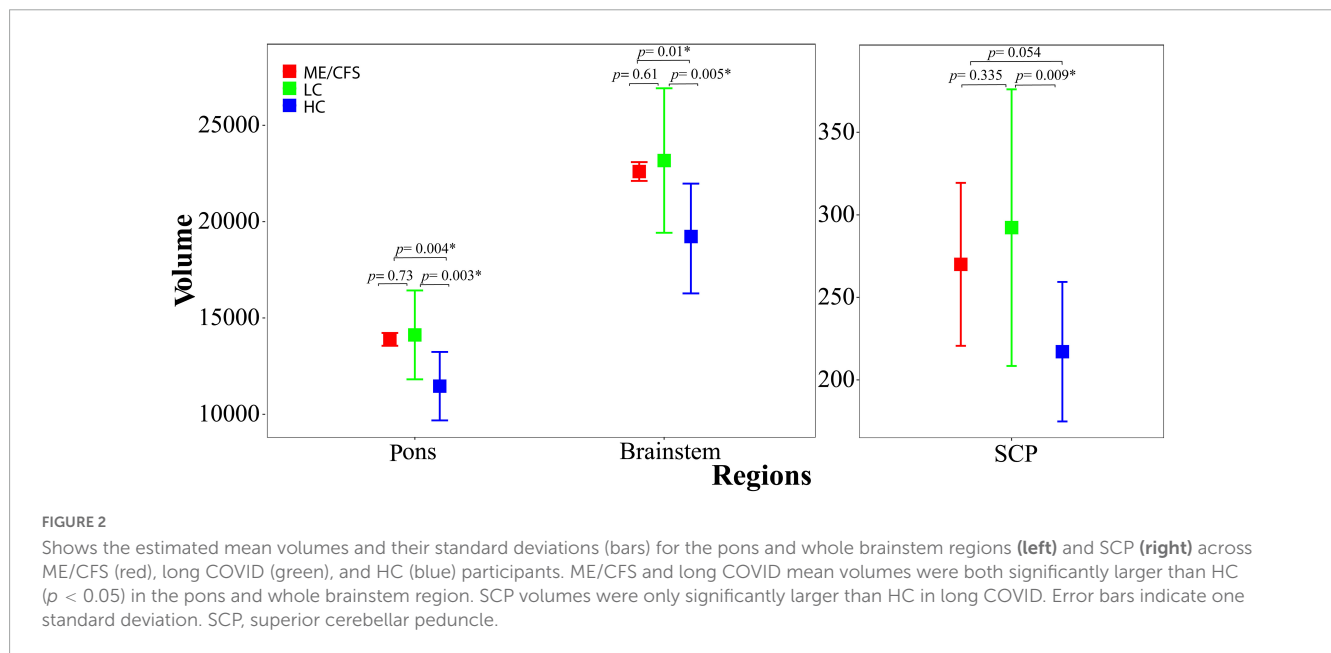 ME/CFS
LC
HC
p= 0.01*
p= 0.61 p= 0.005*
p= 0.004*
p= 0.73 p= 0.003*
p= 0.054
p= 0.335 p= 0.009*
25000
20000
15000
10000
350
300
250
200
Volume
Pons
Brainstem
SCP
Regions
FIGURE 2
Shows the estimated mean volumes and their standard deviations (bars) for the pons and whole brainstem regions (left) and SCP (right) across
ME/CFS (red), long COVID (green), and HC (blue) participants. ME/CFS and long COVID mean volumes were both significantly larger than HC
(p < 0.05) in the pons and whole brainstem region. SCP volumes were only significantly larger than HC in long COVID. Error bars indicate one
standard deviation. SCP, superior cerebellar peduncle.